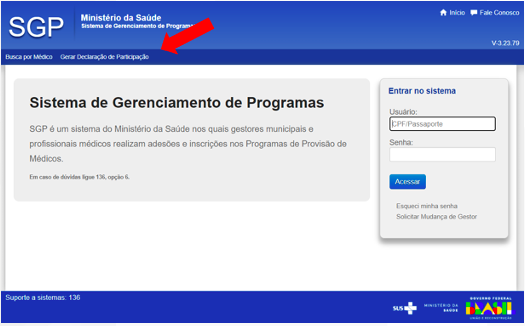 SGP
Ministério da Saúde
Sistema de Gerenciamento de Programas
Início
Fale Conosco
V-3.23.79
Busca por Médico
Gerar Declaração de Participação
Sistema de Gerenciamento de Programas
SGP é um sistema do Ministério da Saúde nos quais gestores municipais e
profissionais médicos realizam adesões e inscrições nos Programas de Provisão de
Médicos.
Em caso de dúvidas ligue 136, opção 6.
Entrar no sistema
Usuário:
CPF/Passaporte
Senha:
Acessar
Esqueci minha senha
Solicitar Mudança de Gestor
Suporte a sistemas: 136
SUS
MINISTÉRIO DA
SAÚDE
GOVERNO FEDERAL
BRASIL
UNIÃO E RECONSTRUÇÃO